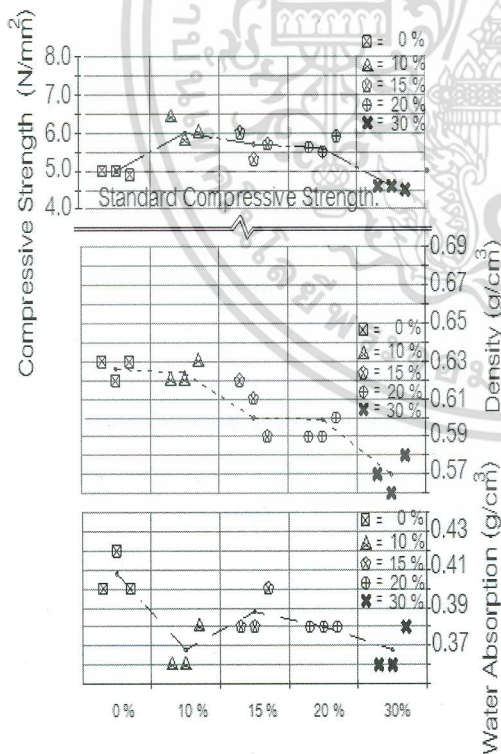 Compressive Strength (N/mm²)
8.0
7.0
6.0
5.0
4.0
= 0 %
= 10 %
= 15 %
= 20 %
= 30 %
Standard Compressive Strength.
Density (g/cm³)
0.69
0.67
0.65
0.63
0.61
0.59
0.57
= 0 %
= 10 %
= 15 %
= 20 %
= 30 %
Water Absorption (g/cm³)
0.43
0.41
0.39
0.37
= 0 %
= 10 %
= 15 %
= 20 %
= 30 %
0% 10% 15% 20% 30%